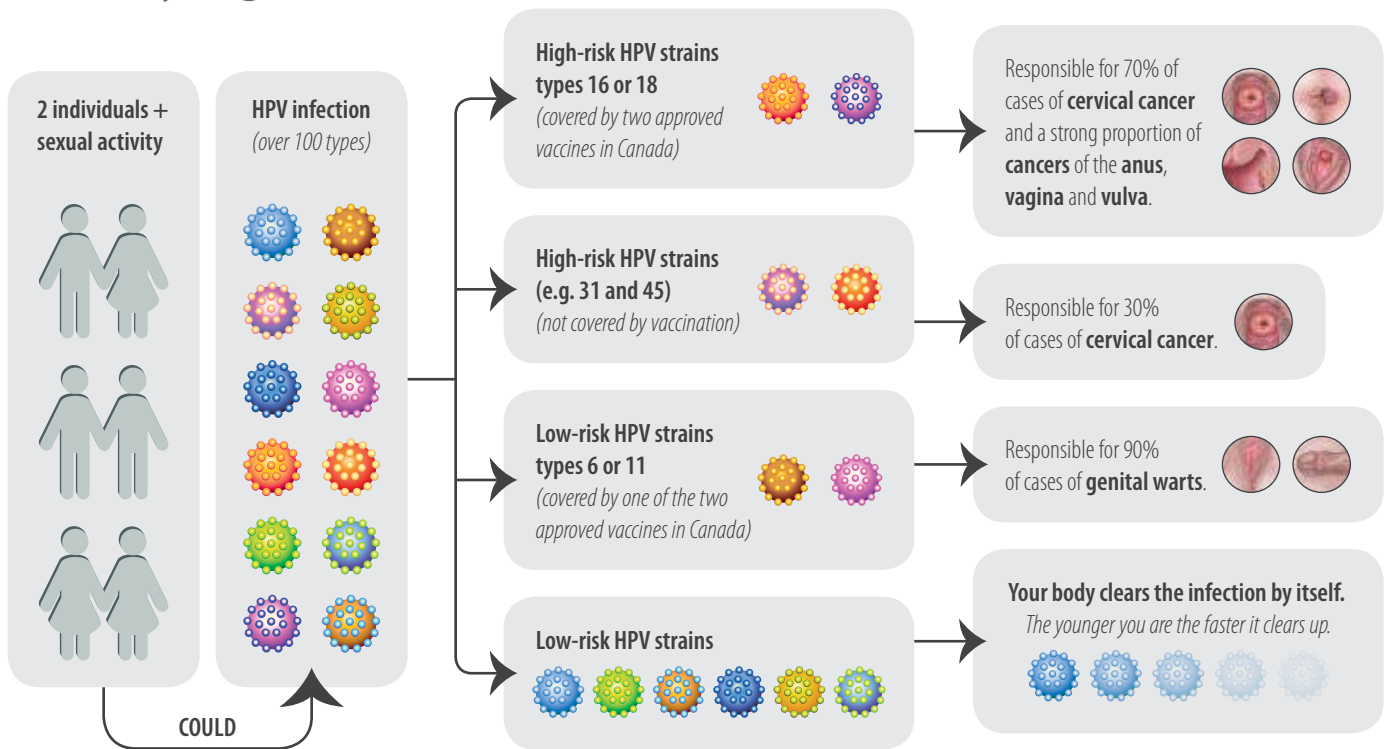 2 individuals +
sexual activity
COULD
HPV infection
(over 100 types)
High-risk HPV strains
types 16 or 18
(covered by two approved
vaccines in Canada)
Responsible for 70% of
cases of cervical cancer
and a strong proportion of
cancers of the anus,
vagina and vulva.
High-risk HPV strains
(e.g. 31 and 45)
(not covered by vaccination)
Responsible for 30%
of cases of cervical cancer.
Low-risk HPV strains
types 6 or 11
(covered by one of the two
approved vaccines in Canada)
Responsible for 90%
of cases of genital warts.
Low-risk HPV strains
Your body clears the infection by itself.
The younger you are the faster it clears up.